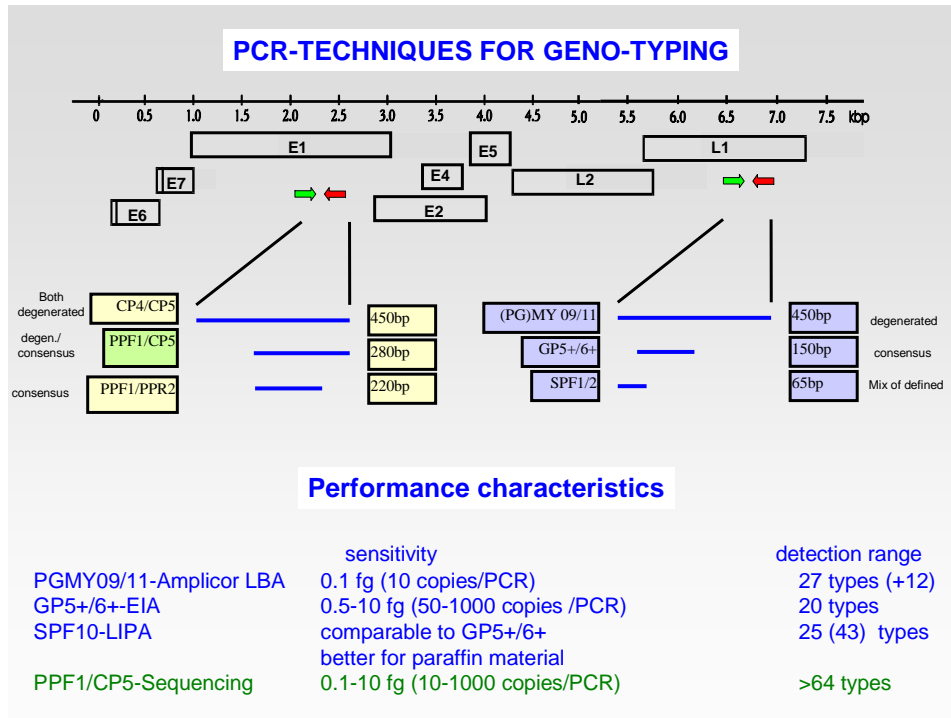 PCR-TECHNIQUES FOR GENO-TYPING
0 0.5 1.0 1.5 2.0 2.5 3.0 3.5 4.0 4.5 5.0 5.5 6.0 6.5 7.0 7.5 kbp
E1 E5 L1
E7 E4 L2
E6 E2
Both
degenerated CP4/CP5 450bp (PG)MY 09/11 450bp degenerated
degen./
consensus PPF1/CP5 280bp GP5+/6+ 150bp consensus
consensus PPF1/PPR2 220bp SPF1/2 65bp Mix of defined
Performance characteristics
sensitivity detection range
PGMY09/11-Amplicor LBA 0.1 fg (10 copies/PCR) 27 types (+12)
GP5+/6+-EIA 0.5-10 fg (50-1000 copies /PCR) 20 types
SPF10-LIPA comparable to GP5+/6+ 25 (43) types
better for paraffin material
PPF1/CP5-Sequencing 0.1-10 fg (10-1000 copies/PCR) >64 types